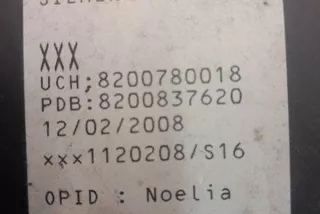 XXX
UCH;8200780018
PDB:8200837620
12/02/2008
xxx1120208/S16
OPID : Noelia